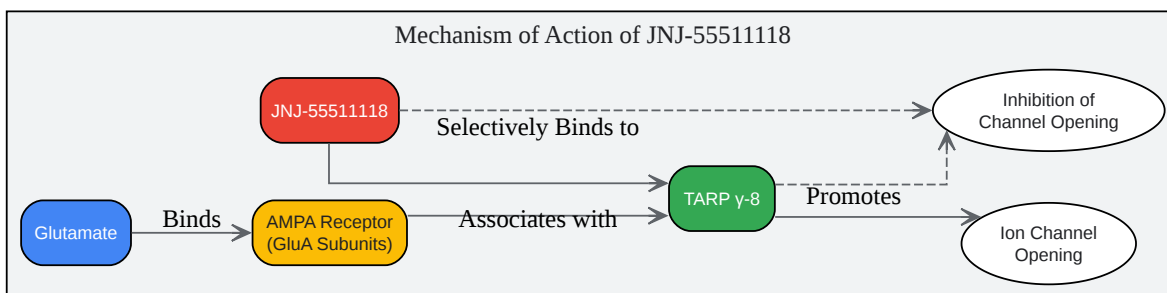 Mechanism of Action of JNJ-55511118
JNJ-55511118
Selectively Binds to
Inhibition of
Channel Opening
Glutamate
Binds
AMPA Receptor
(GluA Subunits)
Associates with
TARP γ-8
Promotes
Ion Channel
Opening